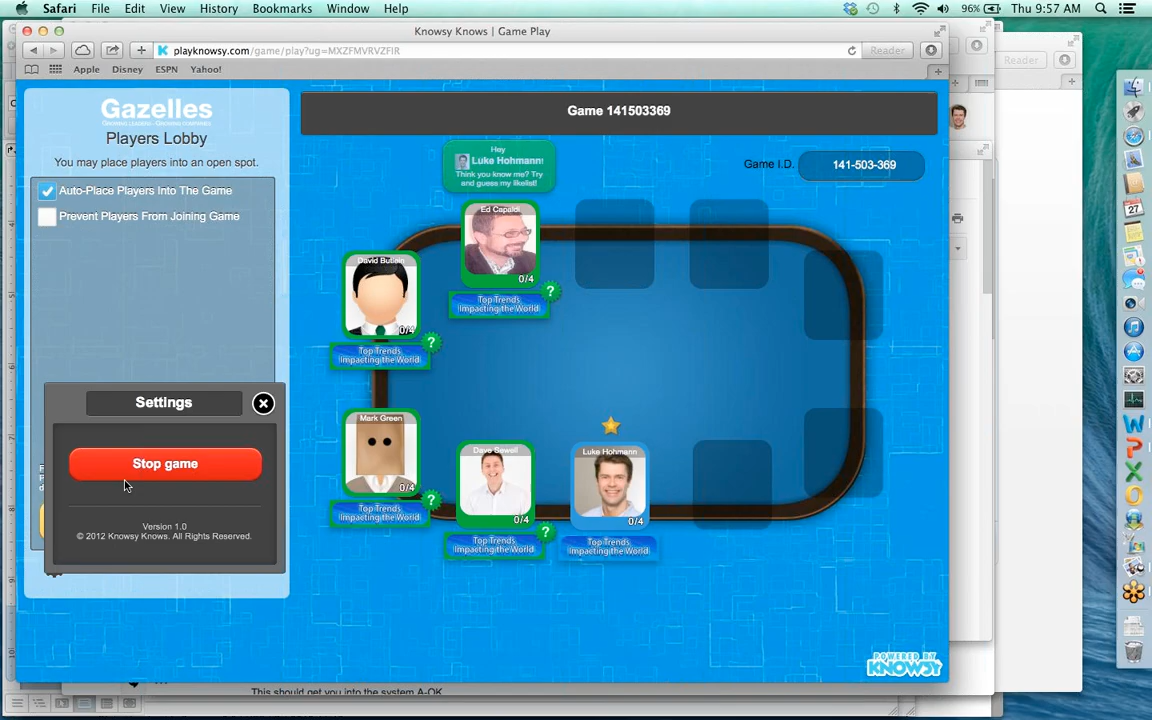 Safari File Edit View History Bookmarks Window Help
96% Thu 9:57 AM
Knowsy Knows | Game Play
playknowsy.com/game/play?ug=MXZFMVRVZFIR
Reader
Reader
Apple Disney ESPN Yahoo!
Gazelles
GROWING LEADERS - GROWING COMPANIES
Players Lobby
You may place players into an open spot.
Auto-Place Players Into The Game
Prevent Players From Joining Game
Settings
Stop game
Version 1.0
© 2012 Knowsy Knows. All Rights Reserved.
Game 141503369
Game I.D. 141-503-369
Hey
Luke Hohmann!
Think you know me? Try
and guess my likelist!
Ed Capaldi
0/4
Top Trends
Impacting the World
?
David Butlein
0/4
Top Trends
Impacting the World
?
Mark Green
0/4
Top Trends
Impacting the World
?
Dave Sewell
0/4
Top Trends
Impacting the World
?
Luke Hohmann
0/4
Top Trends
Impacting the World
POWERED BY
KNOWSY
This should get you into the system A-OK.
27